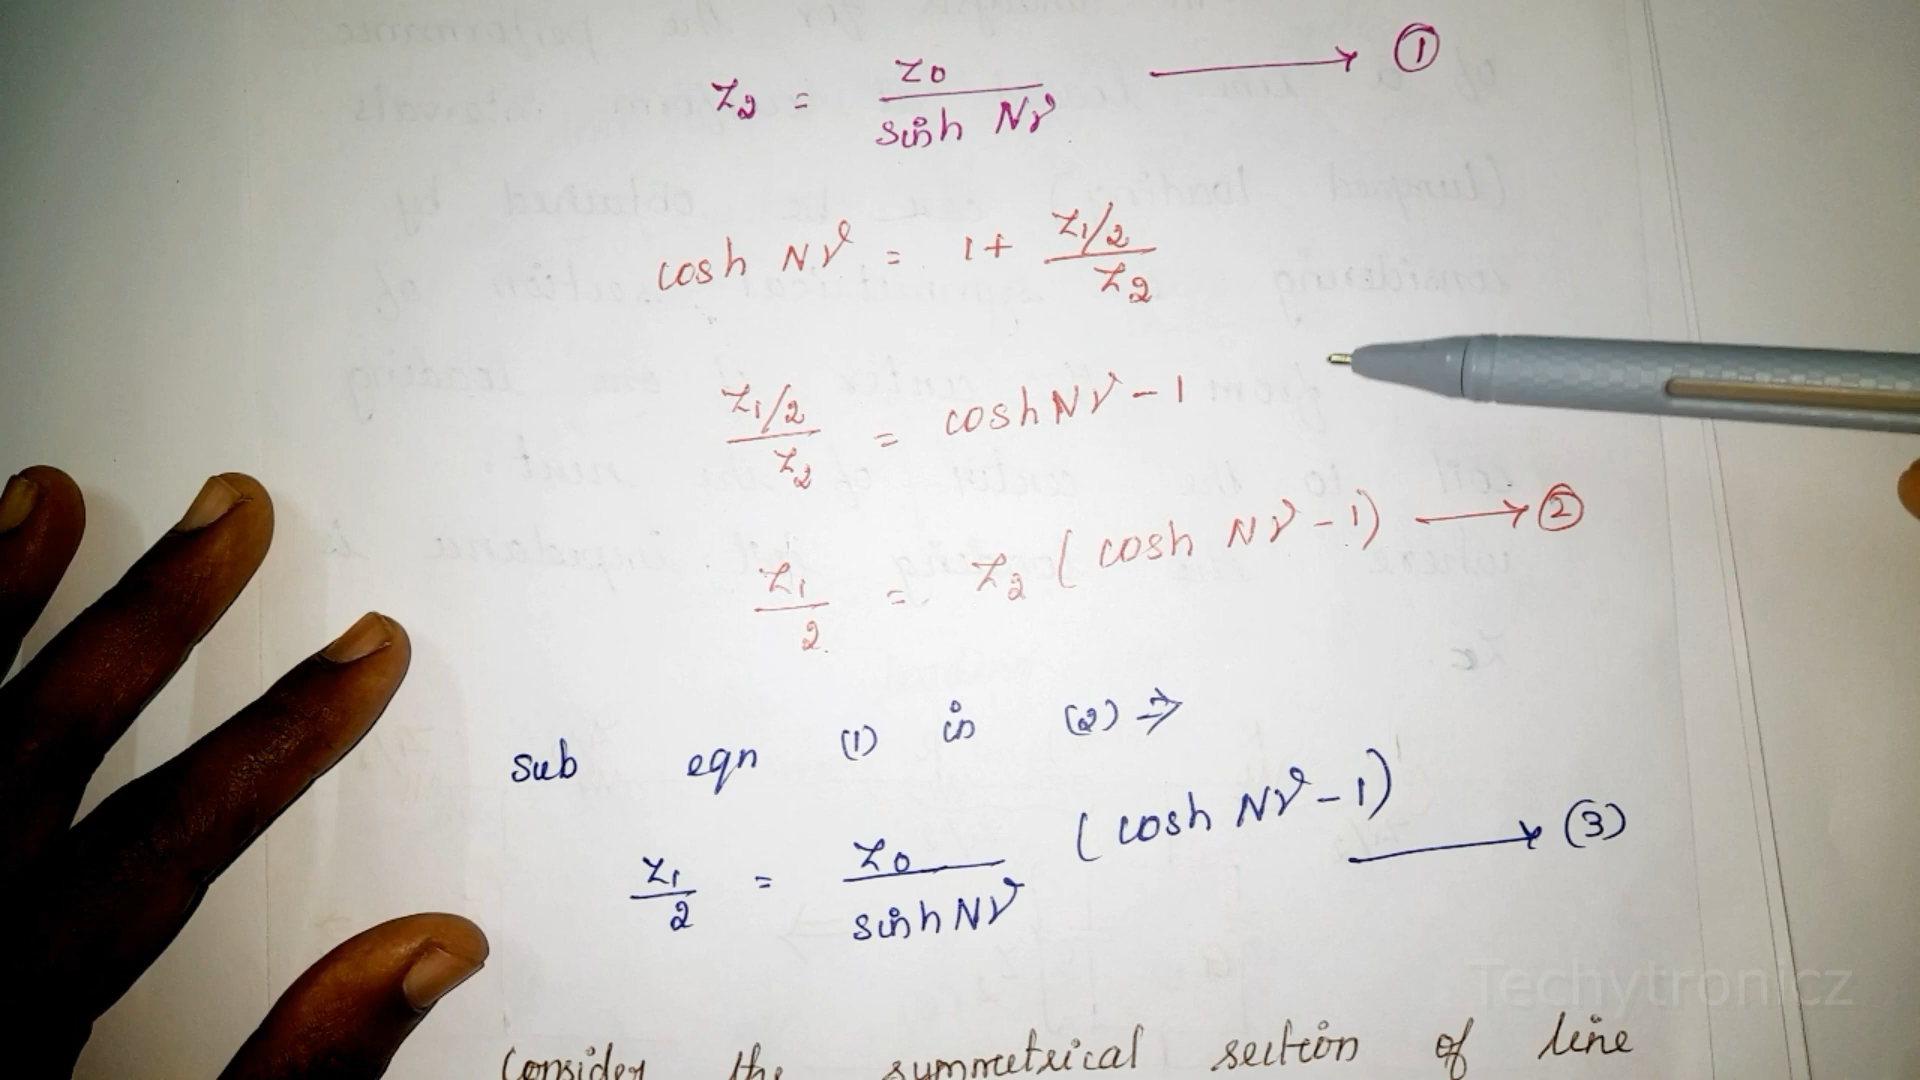 Z₂ = Z₀ / sinh Nγ → ①
cosh Nγ = 1 + (Z₁/2) / Z₂
(Z₁/2) / Z₂ = cosh Nγ - 1
Z₁ / 2 = Z₂ (cosh Nγ - 1) → ②
sub eqn (1) in (2) ⇒
Z₁ / 2 = Z₀ / sinh Nγ (cosh Nγ - 1) → (3)
Techytronicz
Consider the symmetrical section of line